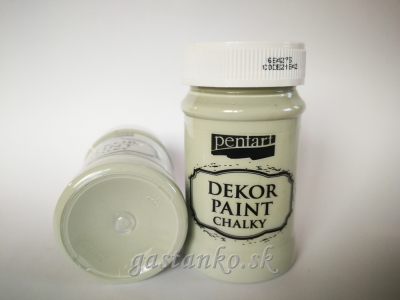 pentart
DEKOR
PAINT
CHALKY
gastanko.sk